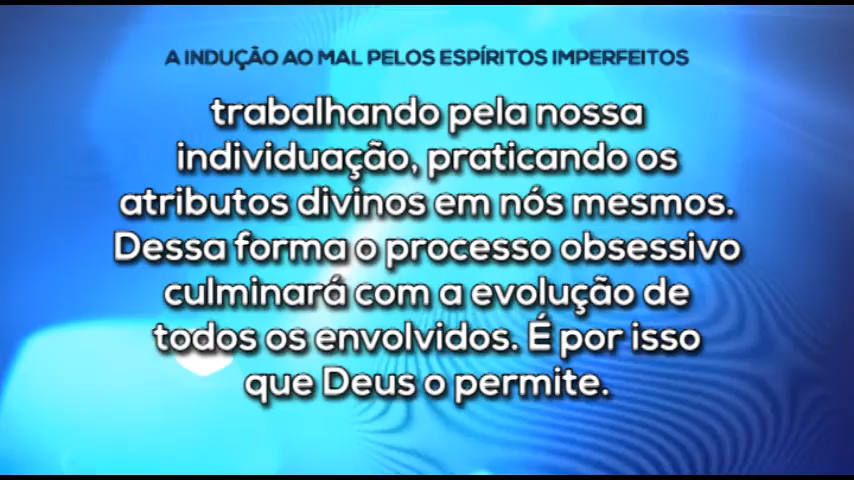 A INDUÇÃO AO MAL PELOS ESPÍRITOS IMPERFEITOS
trabalhando pela nossa
individuação, praticando os
atributos divinos em nós mesmos.
Dessa forma o processo obsessivo
culminará com a evolução de
todos os envolvidos. É por isso
que Deus o permite.